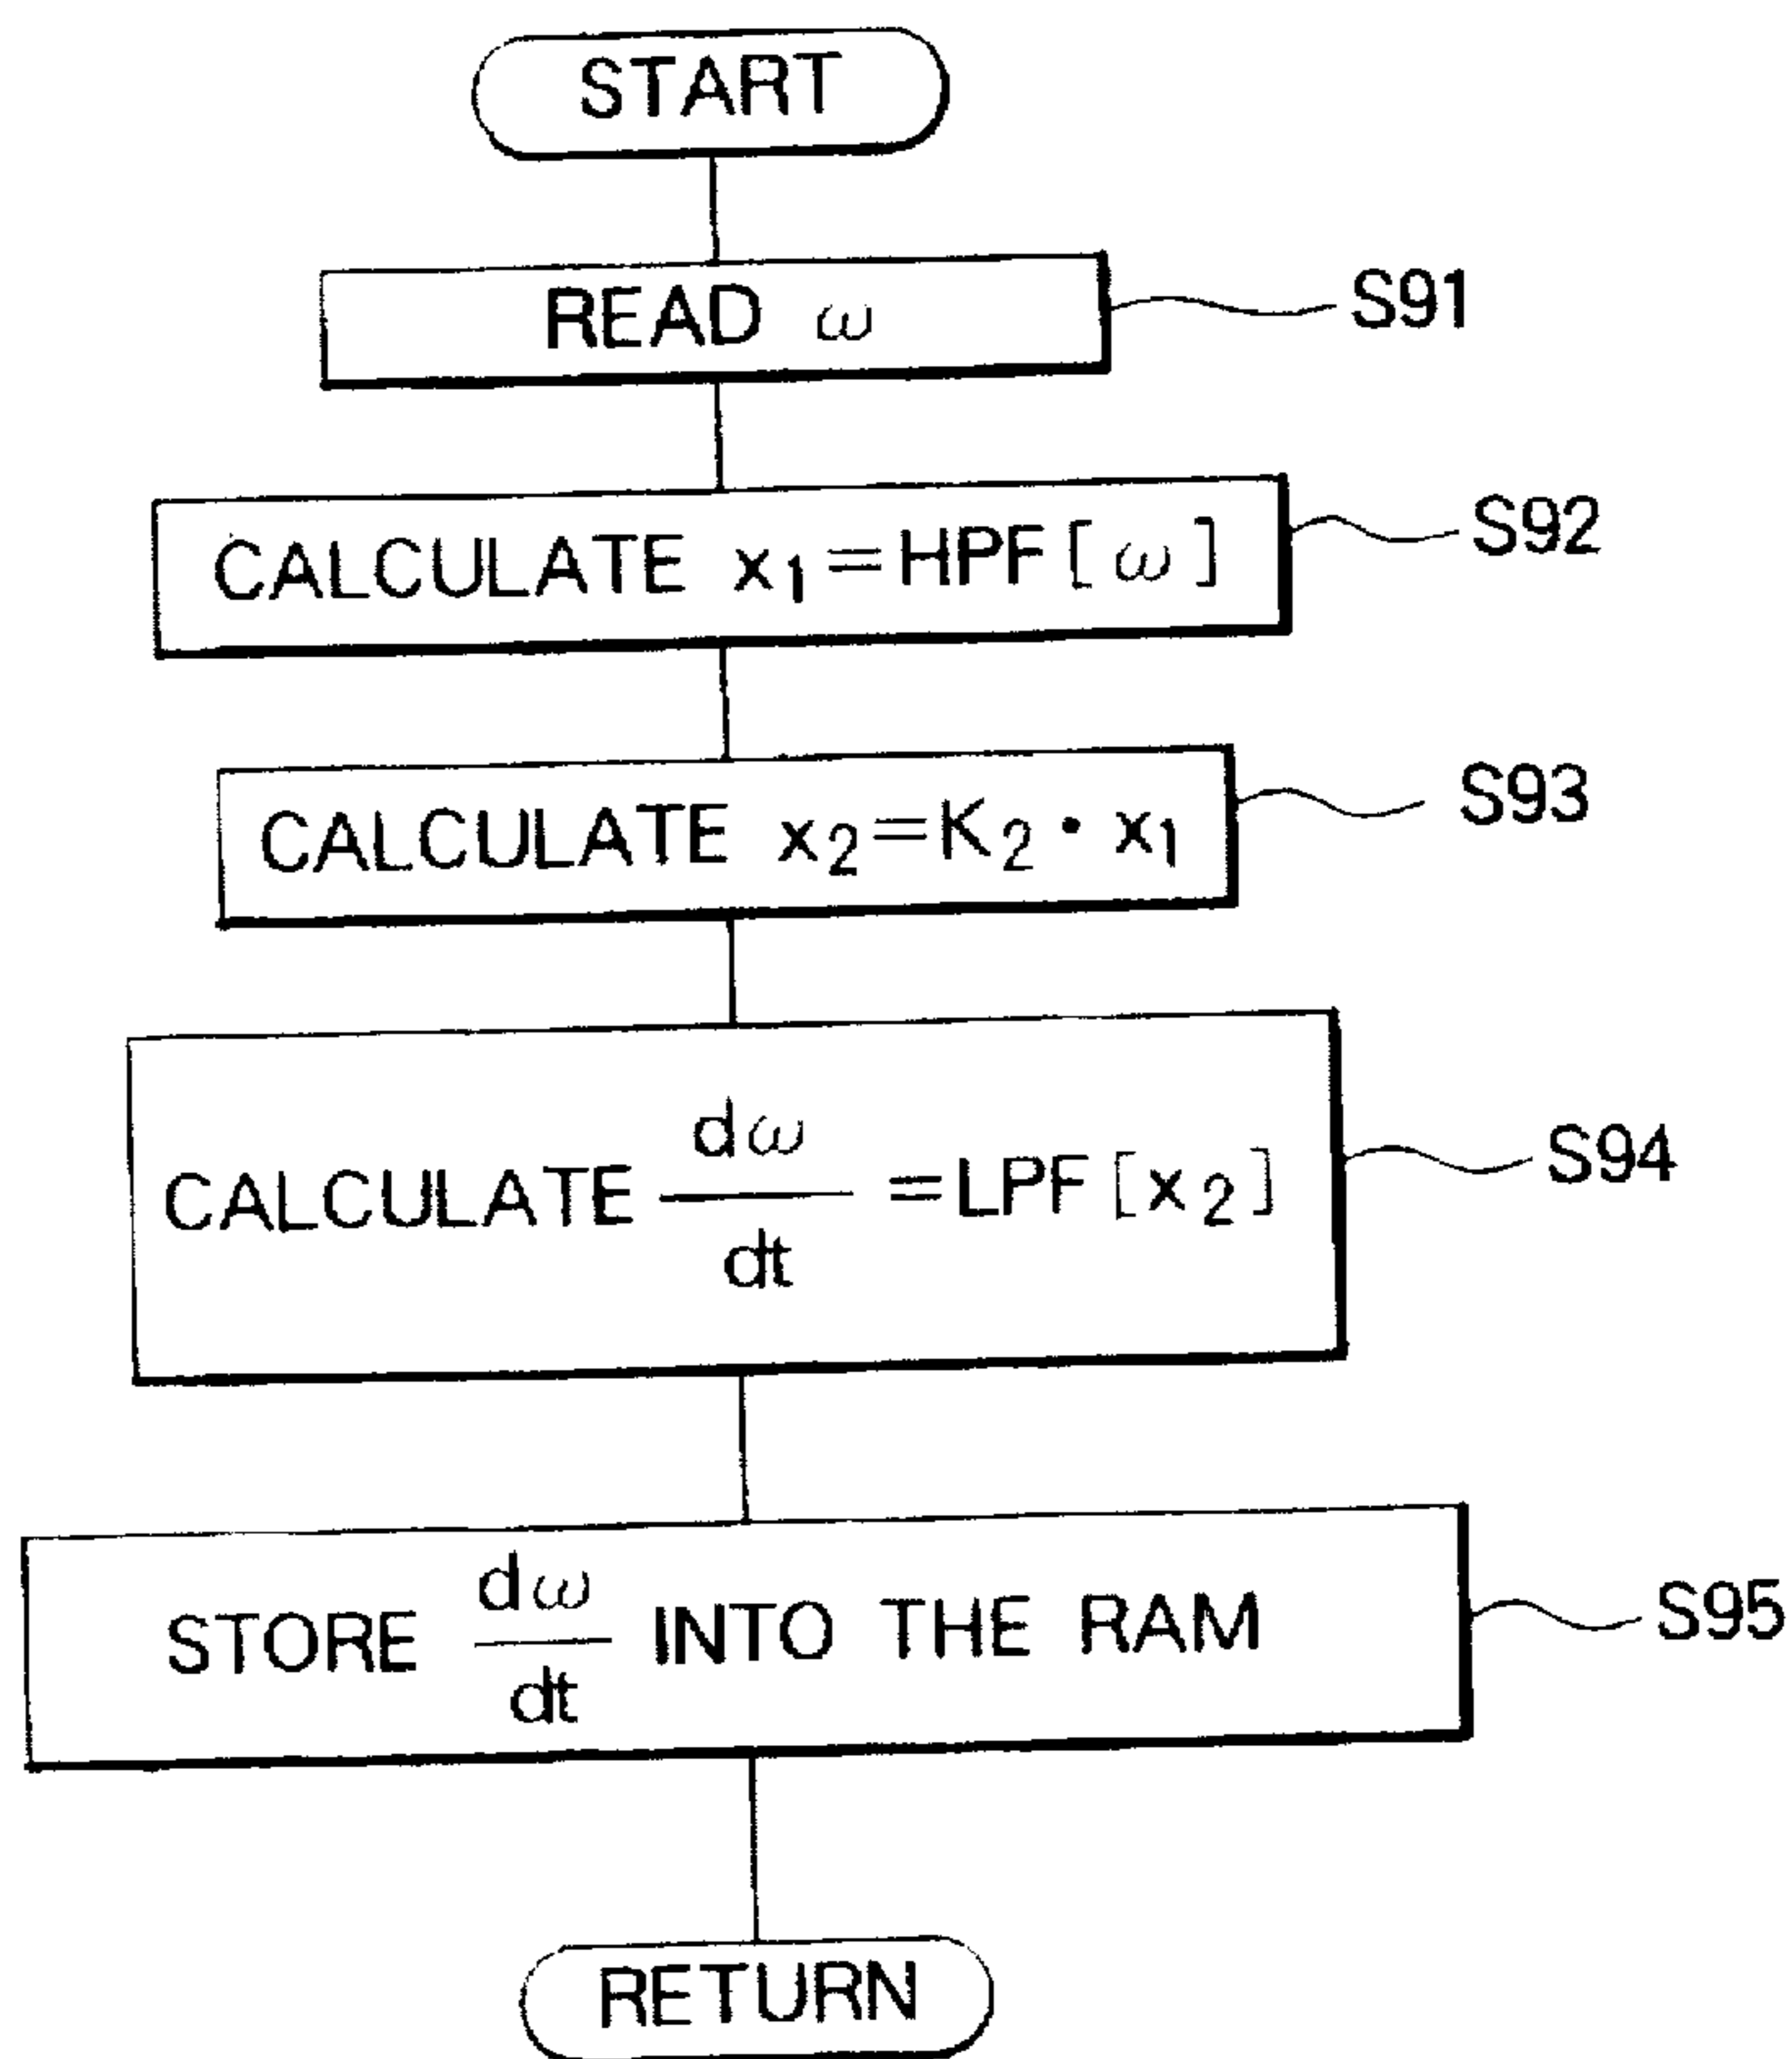 START
READ ω S91
CALCULATE x₁=HPF[ω] S92
CALCULATE x₂=K₂・x₁ S93
CALCULATE dω/dt =LPF[x₂] S94
STORE dω/dt INTO THE RAM S95
RETURN